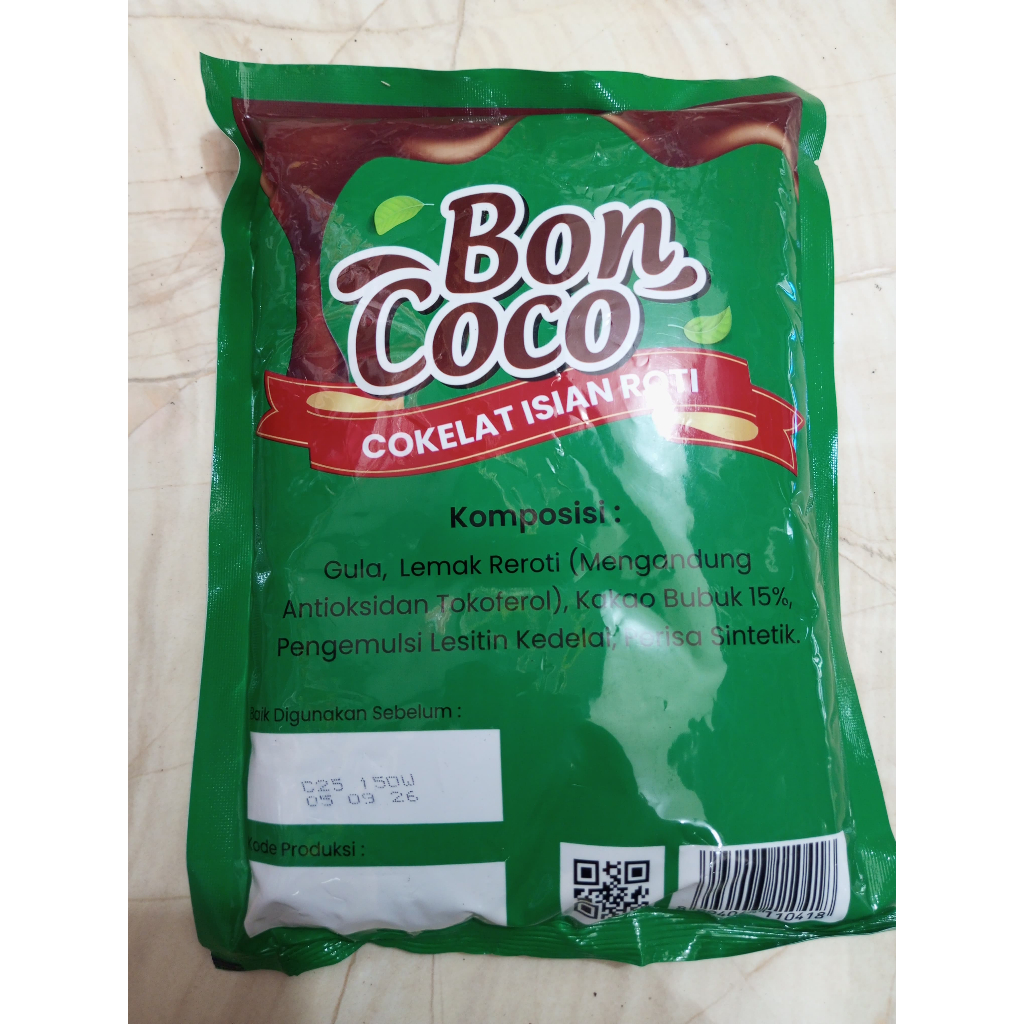 Bon
Coco
COKELAT ISIAN ROTI
Komposisi :
Gula, Lemak Reroti (Mengandung
Antioksidan Tokoferol), Kakao Bubuk 15%,
Pengemulsi Lesitin Kedelai, Perisa Sintetik.
Baik Digunakan Sebelum :
C25 150W
05 09 26
Kode Produksi :
110418